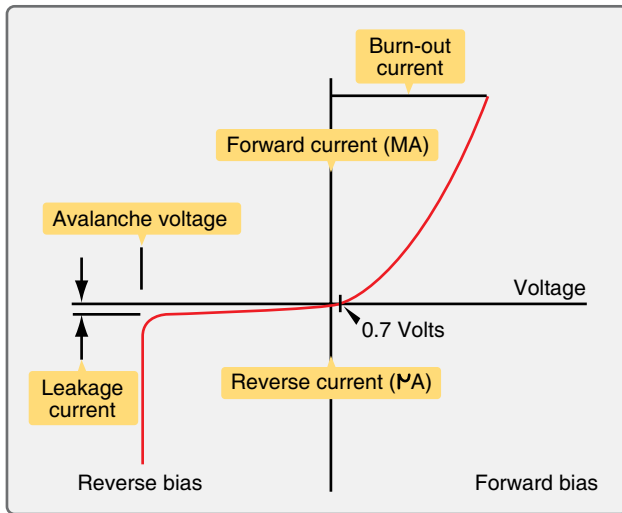 Burn-out
current
Forward current (MA)
Avalanche voltage
Voltage
0.7 Volts
Leakage
current
Reverse current (μA)
Reverse bias
Forward bias